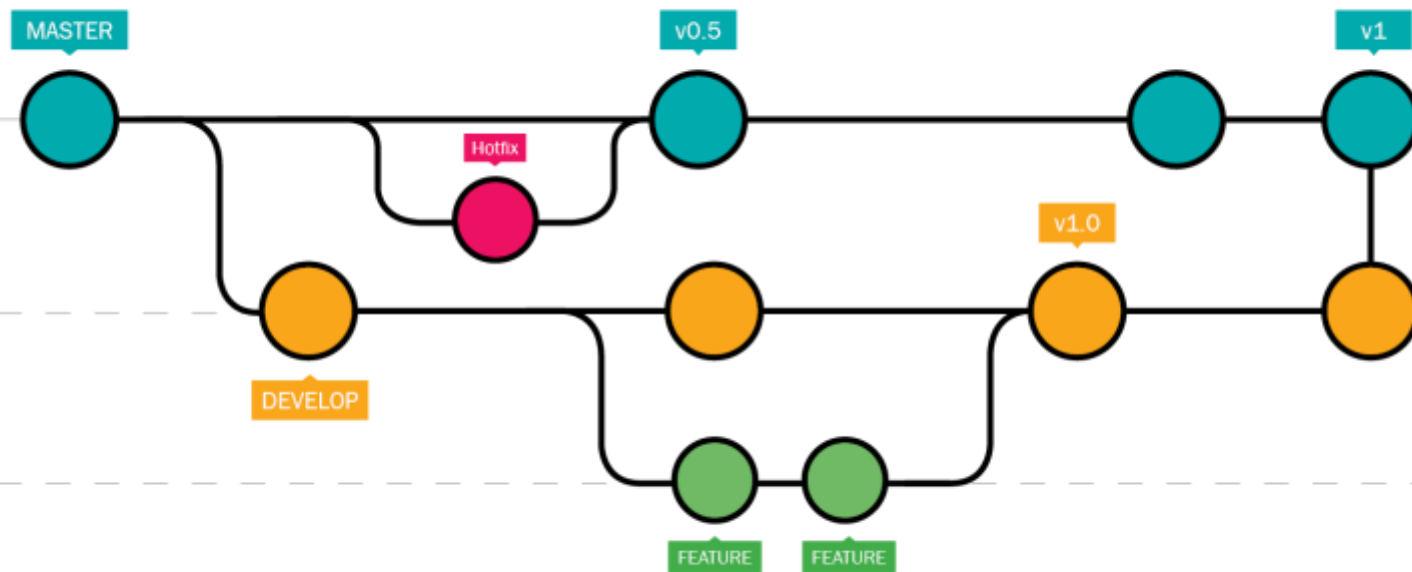 MASTER
v0.5
v1
Hotfix
v1.0
DEVELOP
FEATURE
FEATURE